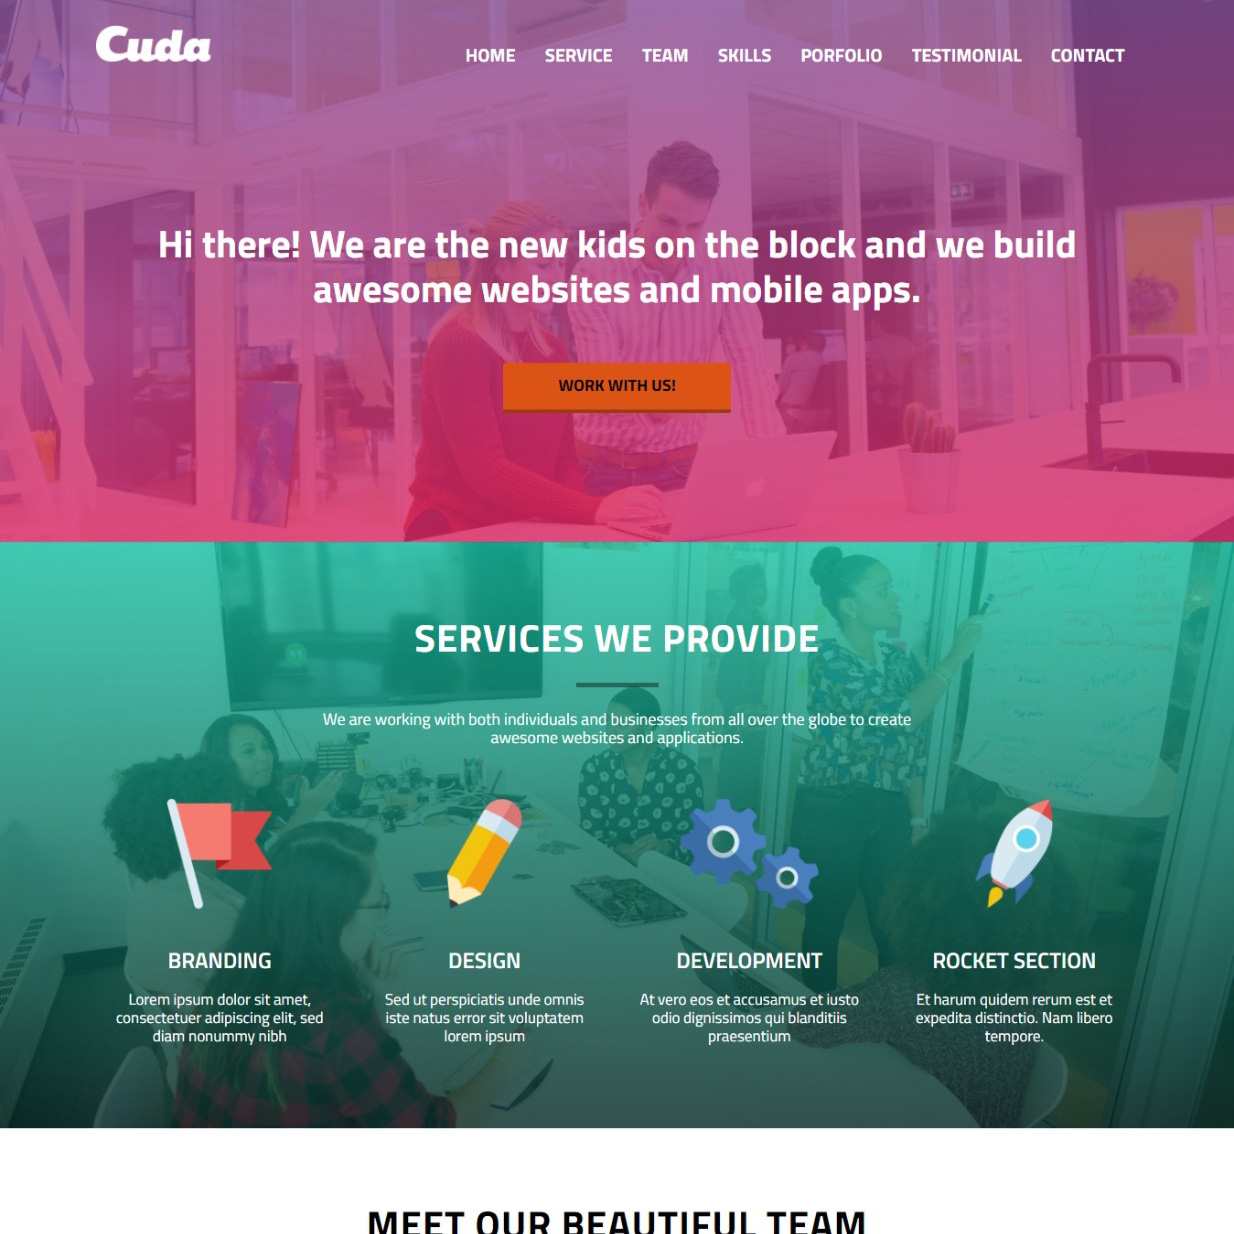 Cuda
HOME SERVICE TEAM SKILLS PORFOLIO TESTIMONIAL CONTACT
Hi there! We are the new kids on the block and we build
awesome websites and mobile apps.
WORK WITH US!
SERVICES WE PROVIDE
We are working with both individuals and businesses from all over the globe to create
awesome websites and applications.
BRANDING
Lorem ipsum dolor sit amet,
consectetuer adipiscing elit, sed
diam nonummy nibh
DESIGN
Sed ut perspiciatis unde omnis
iste natus error sit voluptatem
lorem ipsum
DEVELOPMENT
At vero eos et accusamus et iusto
odio dignissimos qui blanditiis
praesentium
ROCKET SECTION
Et harum quidem rerum est et
expedita distinctio. Nam libero
tempore.
MEET OUR BEAUTIFUL TEAM